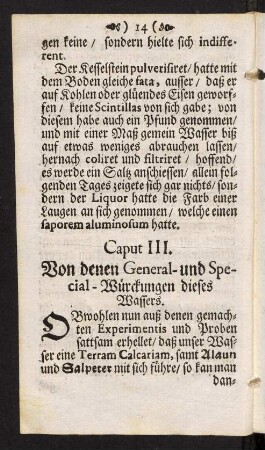 ) 14 (
gen keine / sondern hielte sich indiffe-
rent.
Der Kesselstein pulverisiret / hatte mit
dem Boden gleiche fata, ausser / daß er
auf Kohlen oder glüendes Eisen geworf-
fen / keine Scintillas von sich gabe; von
diesem habe auch ein Pfund genommen /
und mit einer Maß gemein Wasser biß
auf etwas weniges abrauchen lassen /
hernach coliret und filtriret / hoffend /
es werde ein Saltz anschiessen / allein fol-
genden Tages zeigete sich gar nichts / son-
dern der Liquor hatte die Farb einer
Laugen an sich genommen / welche einen
saporem aluminosum hatte.
Caput III.
Von denen General- und Spe-
cial - Würckungen dieses
Wassers.
OBwohlen nun auß denen gemach-
ten Experimentis und Proben
sattsam erhellet / daß unser Was-
ser eine Terram Calcariam, samt Alaun
und Salpeter mit sich führe / so kan man
dan-